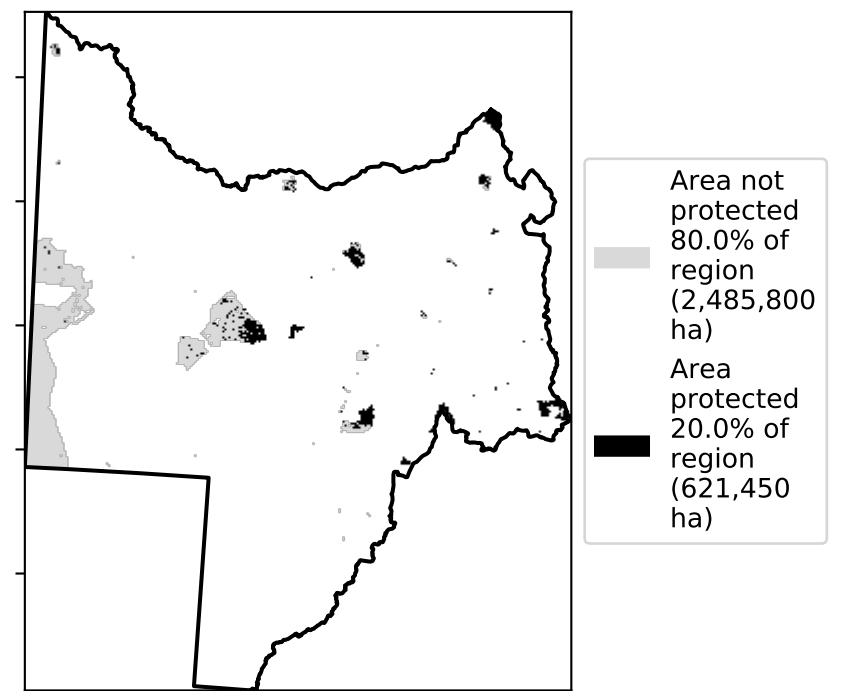 Area not
protected
80.0% of
region
(2,485,800
ha)
Area
protected
20.0% of
region
(621,450
ha)